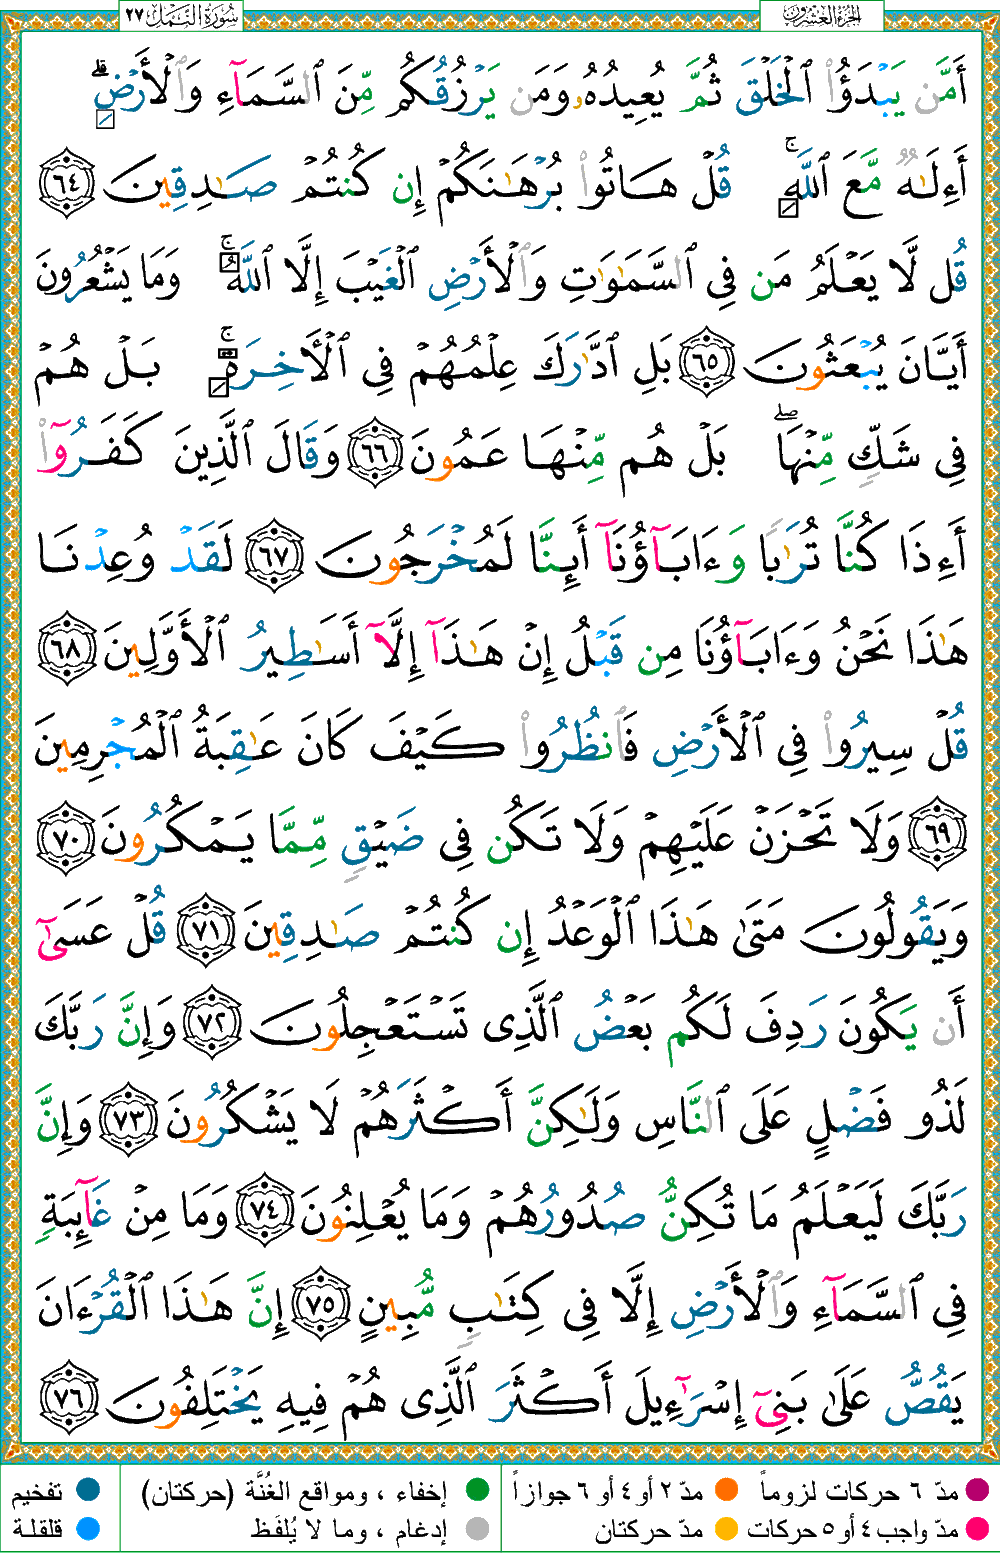 الجزء العشرون
سورة النمل ٢٧
أَمَّن يَبْدَؤُا۟ ٱلْخَلْقَ ثُمَّ يُعِيدُهُۥ وَمَن يَرْزُقُكُم مِّنَ ٱلسَّمَآءِ وَٱلْأَرْضِ ۗ
أَءِلَـٰهٌ مَّعَ ٱللَّهِ ۚ قُلْ هَاتُوا۟ بُرْهَـٰنَكُمْ إِن كُنتُمْ صَـٰدِقِينَ ٦٤
قُل لَّا يَعْلَمُ مَن فِى ٱلسَّمَـٰوَٰتِ وَٱلْأَرْضِ ٱلْغَيْبَ إِلَّا ٱللَّهُ ۚ وَمَا يَشْعُرُونَ
أَيَّانَ يُبْعَثُونَ ٦٥ بَلِ ٱدَّٰرَكَ عِلْمُهُمْ فِى ٱلْأَخِرَةِ ۚ بَلْ هُمْ
فِى شَكٍّ مِّنْهَا ۖ بَلْ هُم مِّنْهَا عَمُونَ ٦٦ وَقَالَ ٱلَّذِينَ كَفَرُوٓا۟
أَءِذَا كُنَّا تُرَٰبًا وَءَابَآؤُنَآ أَئِنَّا لَمُخْرَجُونَ ٦٧ لَقَدْ وُعِدْنَا
هَـٰذَا نَحْنُ وَءَابَآؤُنَا مِن قَبْلُ إِنْ هَـٰذَآ إِلَّآ أَسَـٰطِيرُ ٱلْأَوَّلِينَ ٦٨
قُلْ سِيرُوا۟ فِى ٱلْأَرْضِ فَٱنظُرُوا۟ كَيْفَ كَانَ عَـٰقِبَةُ ٱلْمُجْرِمِينَ
٦٩ وَلَا تَحْزَنْ عَلَيْهِمْ وَلَا تَكُن فِى ضَيْقٍ مِّمَّا يَمْكُرُونَ ٧٠
وَيَقُولُونَ مَتَىٰ هَـٰذَا ٱلْوَعْدُ إِن كُنتُمْ صَـٰدِقِينَ ٧١ قُلْ عَسَىٰٓ
أَن يَكُونَ رَدِفَ لَكُم بَعْضُ ٱلَّذِى تَسْتَعْجِلُونَ ٧٢ وَإِنَّ رَبَّكَ
لَذُو فَضْلٍ عَلَى ٱلنَّاسِ وَلَـٰكِنَّ أَكْثَرَهُمْ لَا يَشْكُرُونَ ٧٣ وَإِنَّ
رَبَّكَ لَيَعْلَمُ مَا تُكِنُّ صُدُورُهُمْ وَمَا يُعْلِنُونَ ٧٤ وَمَا مِنْ غَآئِبَةٍ
فِى ٱلسَّمَآءِ وَٱلْأَرْضِ إِلَّا فِى كِتَـٰبٍ مُّبِينٍ ٧٥ إِنَّ هَـٰذَا ٱلْقُرْءَانَ
يَقُصُّ عَلَىٰ بَنِىٓ إِسْرَٰٓءِيلَ أَكْثَرَ ٱلَّذِى هُمْ فِيهِ يَخْتَلِفُونَ ٧٦
مدّ ٦ حركات لزوماً
مدّ ٢ أو ٤ أو ٦ جوازاً
إخفاء ، ومواقع الغُنَّة (حركتان)
تفخيم
مدّ واجب ٤ أو ٥ حركات
مدّ حركتان
إدغام ، وما لا يُلفَظ
قلقلة